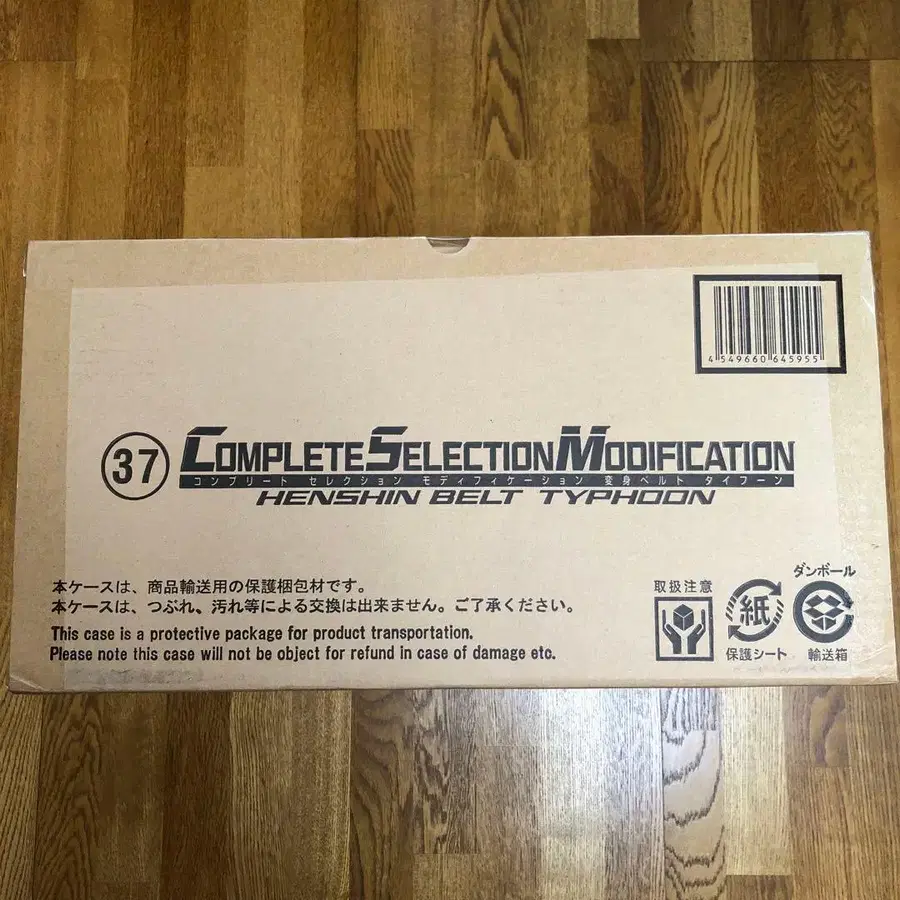 4 549660 645955
37 COMPLETE SELECTION MODIFICATION
コンプリート セレクション モディフィケーション 変身ベルト タイフーン
HENSHIN BELT TYPHOON
本ケースは、商品輸送用の保護梱包材です。
本ケースは、つぶれ、汚れ等による交換は出来ません。ご了承ください。
This case is a protective package for product transportation.
Please note this case will not be object for refund in case of damage etc.
取扱注意
紙
保護シート
ダンボール
輸送箱